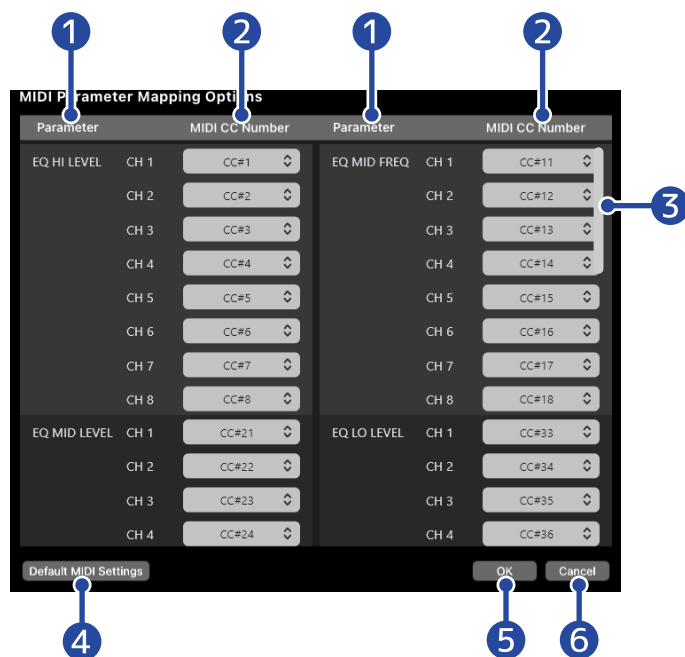 1 2 1 2
MIDI Parameter Mapping Options
Parameter MIDI CC Number Parameter MIDI CC Number
EQ HI LEVEL CH 1 CC#1 EQ MID FREQ CH 1 CC#11
CH 2 CC#2 CH 2 CC#12
3
CH 3 CC#3 CH 3 CC#13
CH 4 CC#4 CH 4 CC#14
CH 5 CC#5 CH 5 CC#15
CH 6 CC#6 CH 6 CC#16
CH 7 CC#7 CH 7 CC#17
CH 8 CC#8 CH 8 CC#18
EQ MID LEVEL CH 1 CC#21 EQ LO LEVEL CH 1 CC#33
CH 2 CC#22 CH 2 CC#34
CH 3 CC#23 CH 3 CC#35
CH 4 CC#24 CH 4 CC#36
Default MIDI Settings OK Cancel
4 5 6